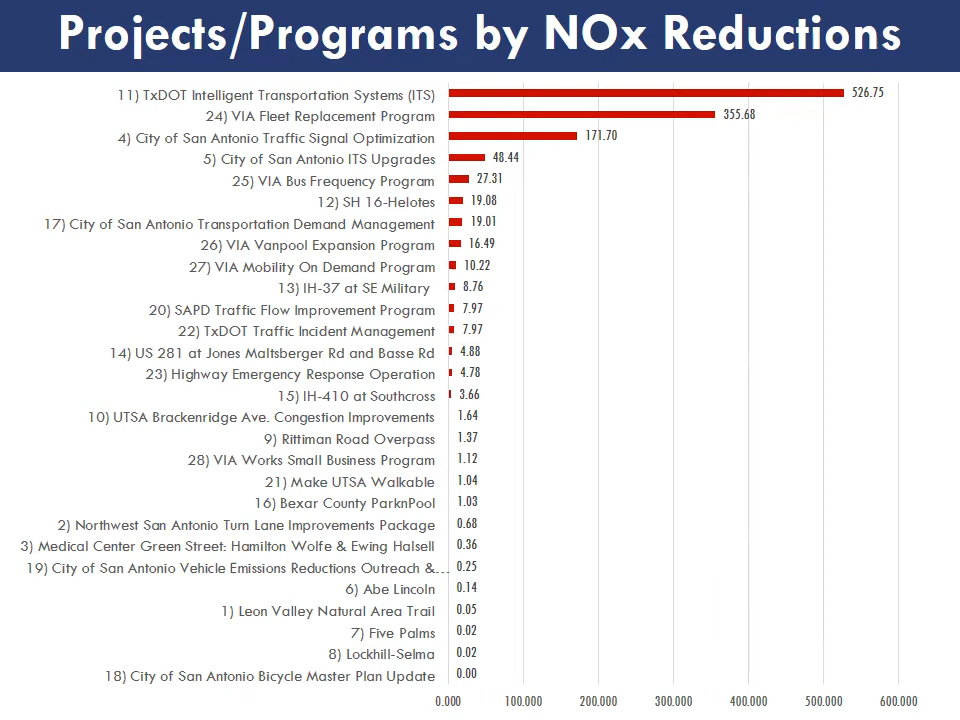 Projects/Programs by NOx Reductions
11) TxDOT Intelligent Transportation Systems (ITS) 526.75
24) VIA Fleet Replacement Program 355.68
4) City of San Antonio Traffic Signal Optimization 171.70
5) City of San Antonio ITS Upgrades 48.44
25) VIA Bus Frequency Program 27.31
12) SH 16-Helotes 19.08
17) City of San Antonio Transportation Demand Management 19.01
26) VIA Vanpool Expansion Program 16.49
27) VIA Mobility On Demand Program 10.22
13) IH-37 at SE Military 8.76
20) SAPD Traffic Flow Improvement Program 7.97
22) TxDOT Traffic Incident Management 7.97
14) US 281 at Jones Maltsberger Rd and Basse Rd 4.88
23) Highway Emergency Response Operation 4.78
15) IH-410 at Southcross 3.66
10) UTSA Brackenridge Ave. Congestion Improvements 1.64
9) Rittiman Road Overpass 1.37
28) VIA Works Small Business Program 1.12
21) Make UTSA Walkable 1.04
16) Bexar County ParknPool 1.03
2) Northwest San Antonio Turn Lane Improvements Package 0.68
3) Medical Center Green Street: Hamilton Wolfe & Ewing Halsell 0.36
19) City of San Antonio Vehicle Emissions Reductions Outreach &... 0.25
6) Abe Lincoln 0.14
1) Leon Valley Natural Area Trail 0.05
7) Five Palms 0.02
8) Lockhill-Selma 0.02
18) City of San Antonio Bicycle Master Plan Update 0.00
0.000 100.000 200.000 300.000 400.000 500.000 600.000